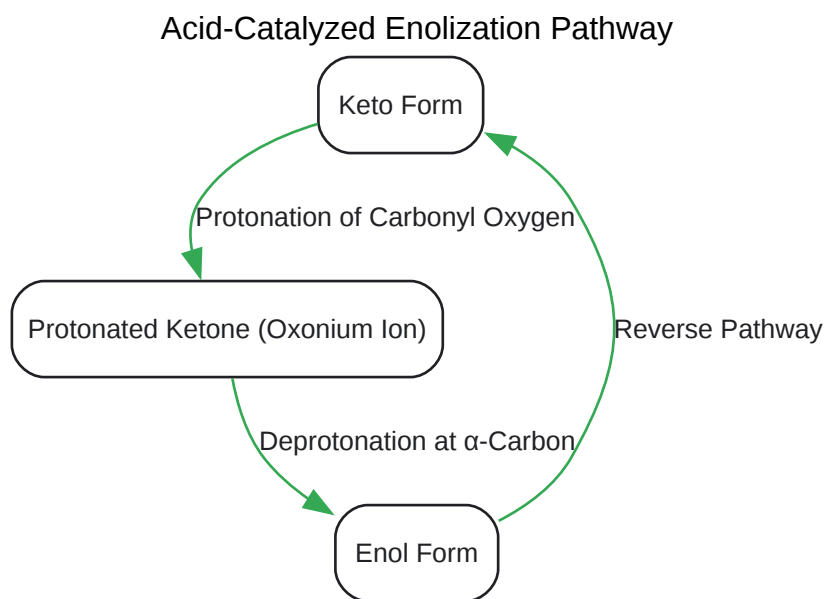 Acid-Catalyzed Enolization Pathway
Keto Form
Protonation of Carbonyl Oxygen
Protonated Ketone (Oxonium Ion)
Reverse Pathway
Deprotonation at α-Carbon
Enol Form